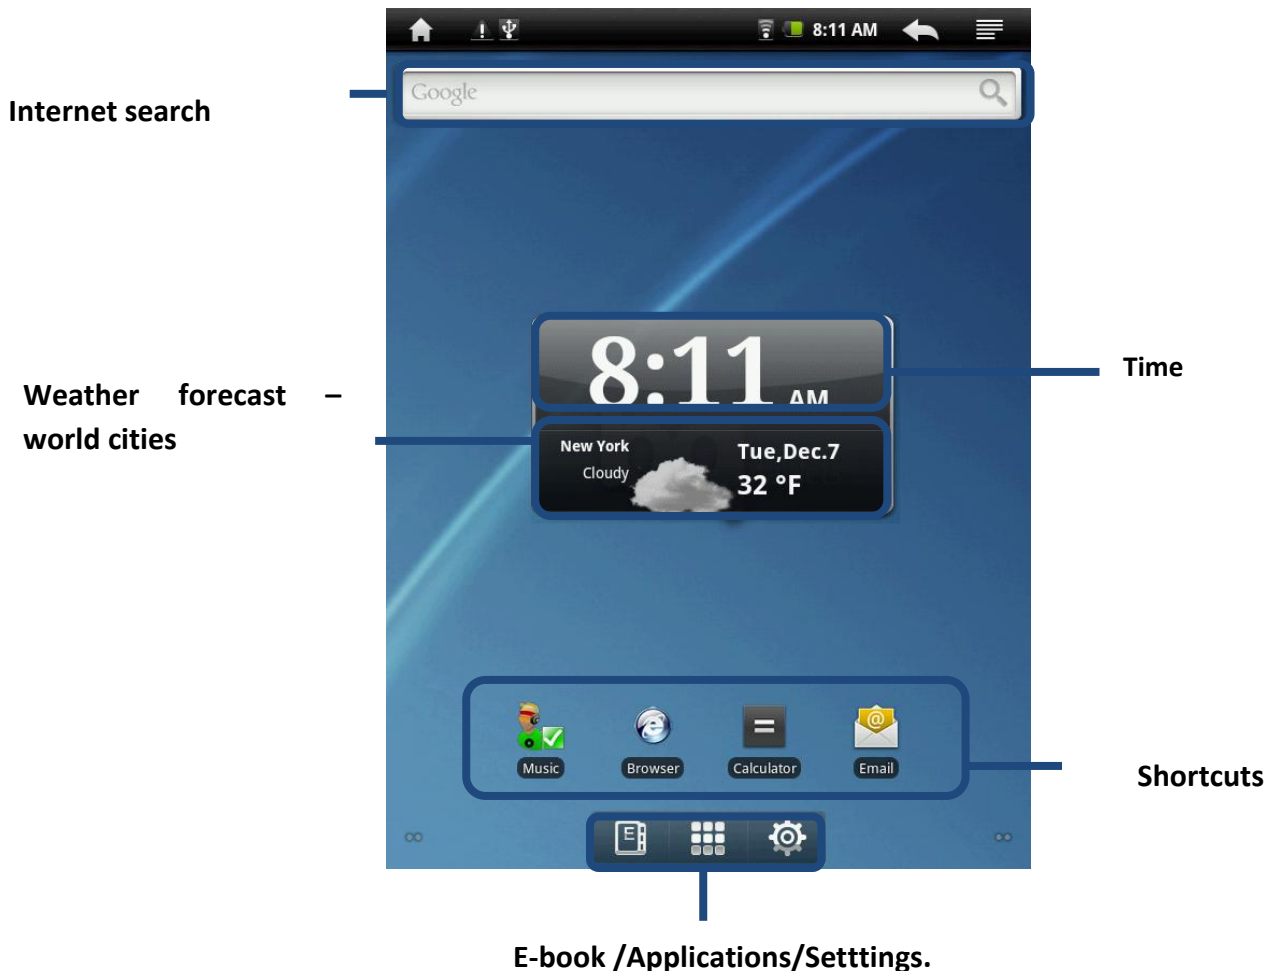 8:11 AM
Google
Internet search
8:11 AM
Time
Weather forecast –
world cities
New York
Cloudy
Tue,Dec.7
32 °F
Music
Browser
Calculator
Email
Shortcuts
E
E-book /Applications/Setttings.